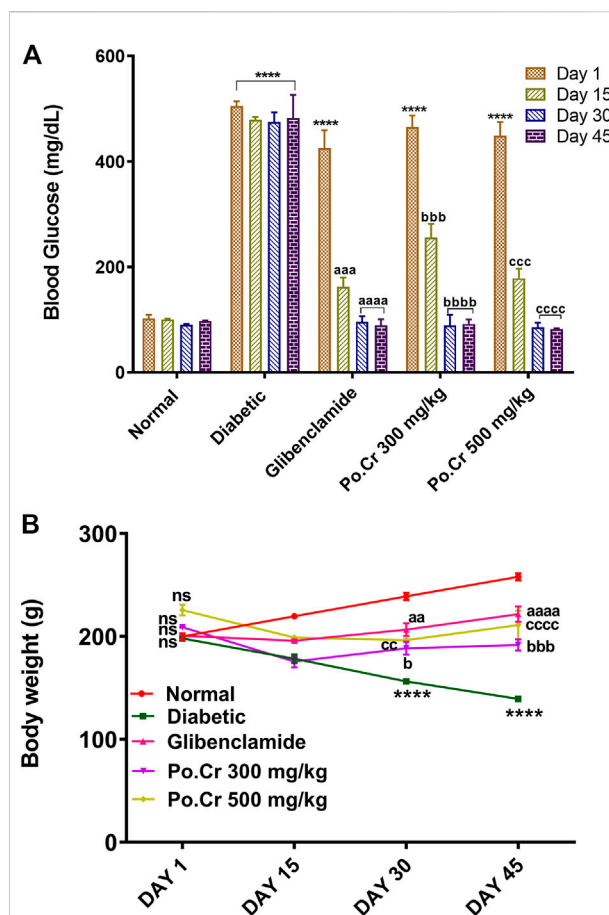 A
Blood Glucose (mg/dL)
600
400
200
0
****
****
****
****
aaa
aaaa
bbb
bbbb
ccc
cccc
Day 1
Day 15
Day 30
Day 45
Normal
Diabetic
Glibenclamide
Po.Cr 300 mg/kg
Po.Cr 500 mg/kg
B
Body weight (g)
300
200
100
0
ns
ns
ns
ns
aa
cc
b
****
aaaa
cccc
bbb
****
Normal
Diabetic
Glibenclamide
Po.Cr 300 mg/kg
Po.Cr 500 mg/kg
DAY 1
DAY 15
DAY 30
DAY 45